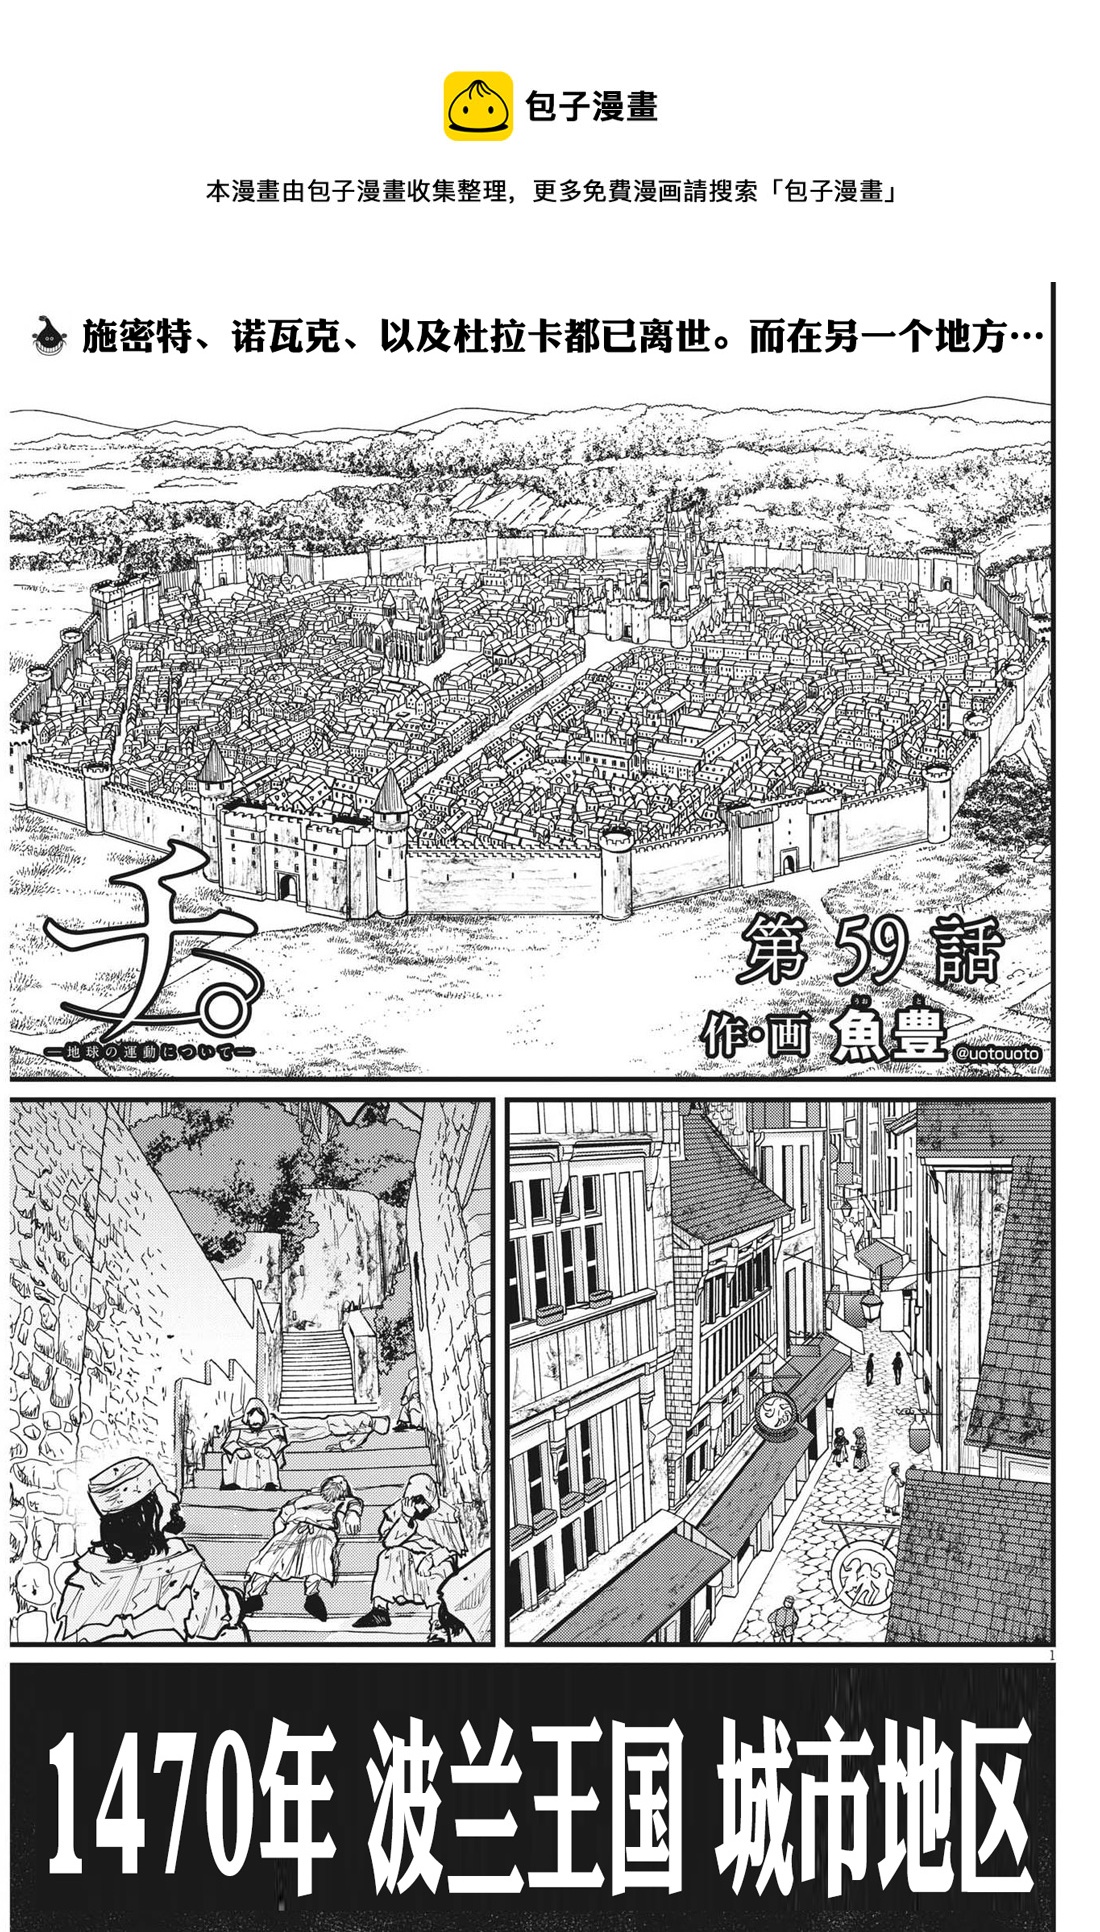 包子漫畫
本漫畫由包子漫畫收集整理，更多免費漫画請搜索「包子漫畫」
施密特、诺瓦克、以及杜拉卡都已离世。而在另一个地方…
チ。
―地球の運動について―
第59話
うお と
作・画 魚豊 @uotouoto
1
1470年 波兰王国 城市地区